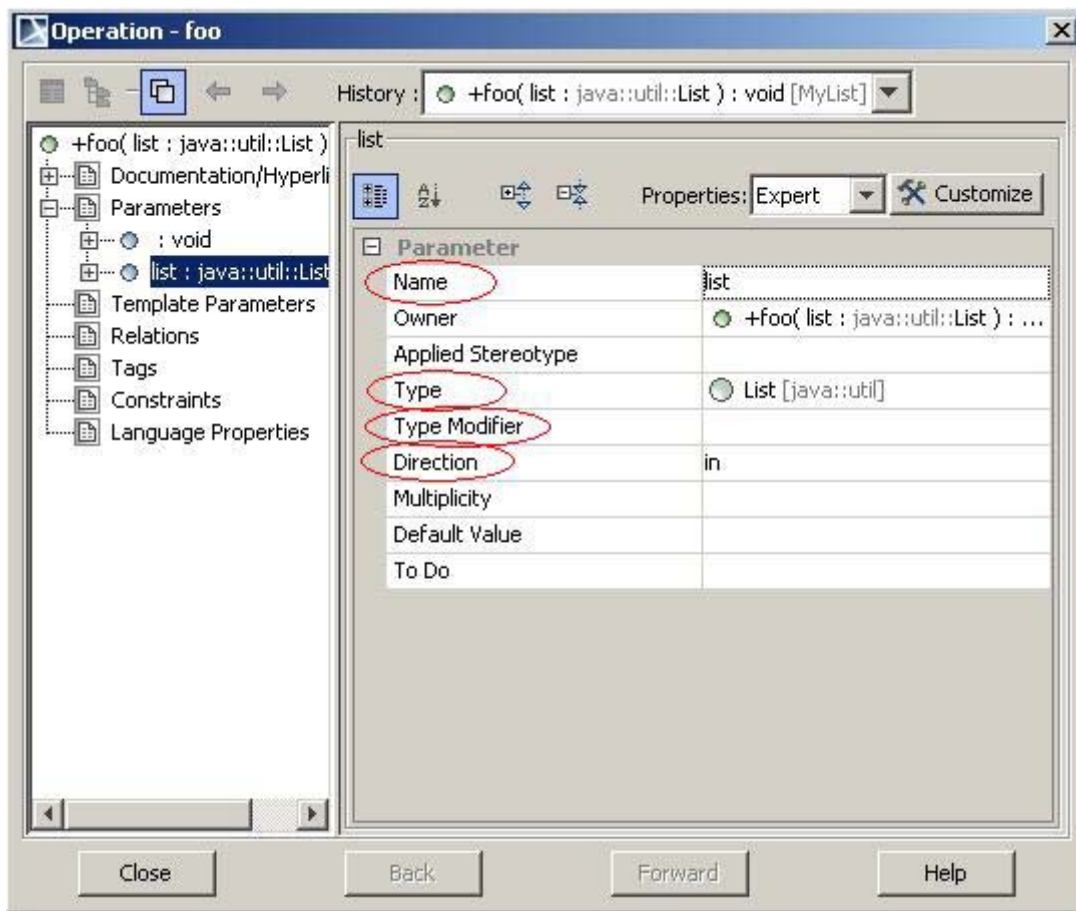 Operation - foo
History : +foo( list : java::util::List ) : void [MyList]
+foo( list : java::util::List )
Documentation/Hyperli
Parameters
: void
list : java::util::List
Template Parameters
Relations
Tags
Constraints
Language Properties
list
Properties: Expert Customize
Parameter
Name list
Owner +foo( list : java::util::List ) : ...
Applied Stereotype
Type List [java::util]
Type Modifier
Direction in
Multiplicity
Default Value
To Do
Close Back Forward Help